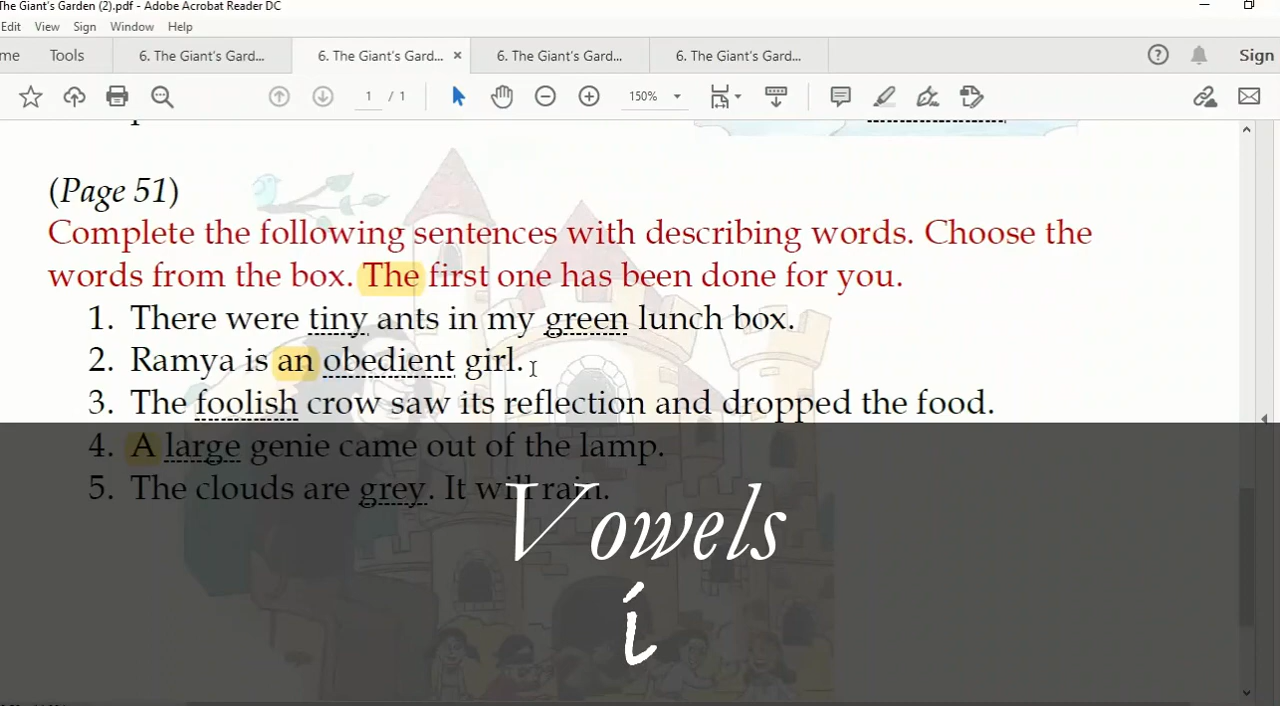 The Giant's Garden (2).pdf - Adobe Acrobat Reader DC
Edit View Sign Window Help
me Tools 6. The Giant's Gard... 6. The Giant's Gard... × 6. The Giant's Gard... 6. The Giant's Gard... Sign
1 / 1 150%
(Page 51)
Complete the following sentences with describing words. Choose the
words from the box. The first one has been done for you.
1. There were tiny ants in my green lunch box.
2. Ramya is an obedient girl.
3. The foolish crow saw its reflection and dropped the food.
4. A large genie came out of the lamp.
5. The clouds are grey. It will rain.
Vowels
i